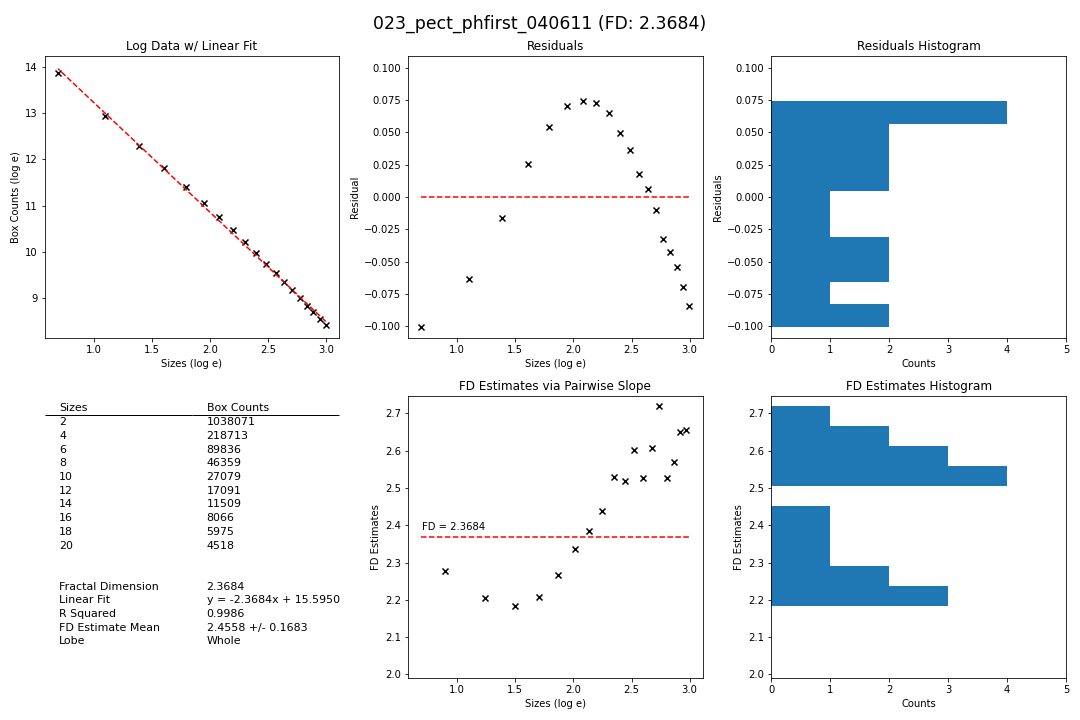 023_pect_phfirst_040611 (FD: 2.3684)
Log Data w/ Linear Fit
14
13
12
11
10
9
Box Counts (log e)
1.0 1.5 2.0 2.5 3.0
Sizes (log e)
Residuals
0.100
0.075
0.050
0.025
0.000
−0.025
−0.050
−0.075
−0.100
Residual
1.0 1.5 2.0 2.5 3.0
Sizes (log e)
Residuals Histogram
0.100
0.075
0.050
0.025
0.000
−0.025
−0.050
−0.075
−0.100
Residuals
0 1 2 3 4 5
Counts
Sizes Box Counts
2 1038071
4 218713
6 89836
8 46359
10 27079
12 17091
14 11509
16 8066
18 5975
20 4518
Fractal Dimension 2.3684
Linear Fit y = -2.3684x + 15.5950
R Squared 0.9986
FD Estimate Mean 2.4558 +/- 0.1683
Lobe Whole
FD Estimates via Pairwise Slope
2.7
2.6
2.5
2.4
2.3
2.2
2.1
2.0
FD Estimates
FD = 2.3684
1.0 1.5 2.0 2.5 3.0
Sizes (log e)
FD Estimates Histogram
2.7
2.6
2.5
2.4
2.3
2.2
2.1
2.0
FD Estimates
0 1 2 3 4 5
Counts